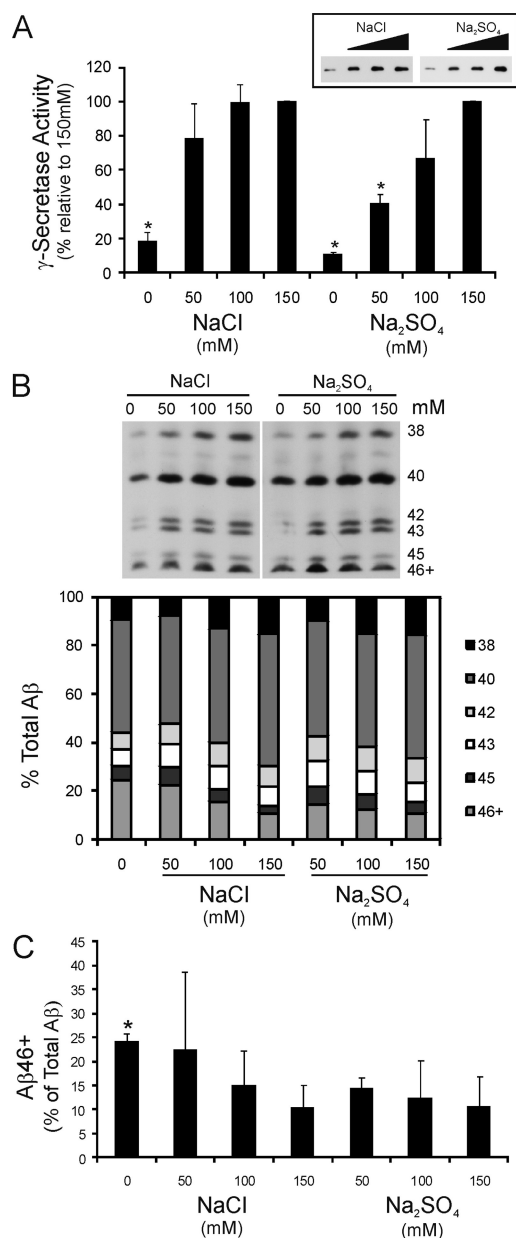 A
NaCl Na₂SO₄
γ-Secretase Activity
(% relative to 150mM)
120
100
80
60
40
20
0
* * *
0 50 100 150 0 50 100 150
NaCl Na₂SO₄
(mM) (mM)
B
NaCl Na₂SO₄
0 50 100 150 0 50 100 150 mM
38
40
42
43
45
46+
% Total Aβ
100
80
60
40
20
0
38
40
42
43
45
46+
0 50 100 150 50 100 150
NaCl Na₂SO₄
(mM) (mM)
C
Aβ46+
(% of Total Aβ)
45
40
35
30
25
20
15
10
5
0
*
0 50 100 150 50 100 150
NaCl Na₂SO₄
(mM) (mM)